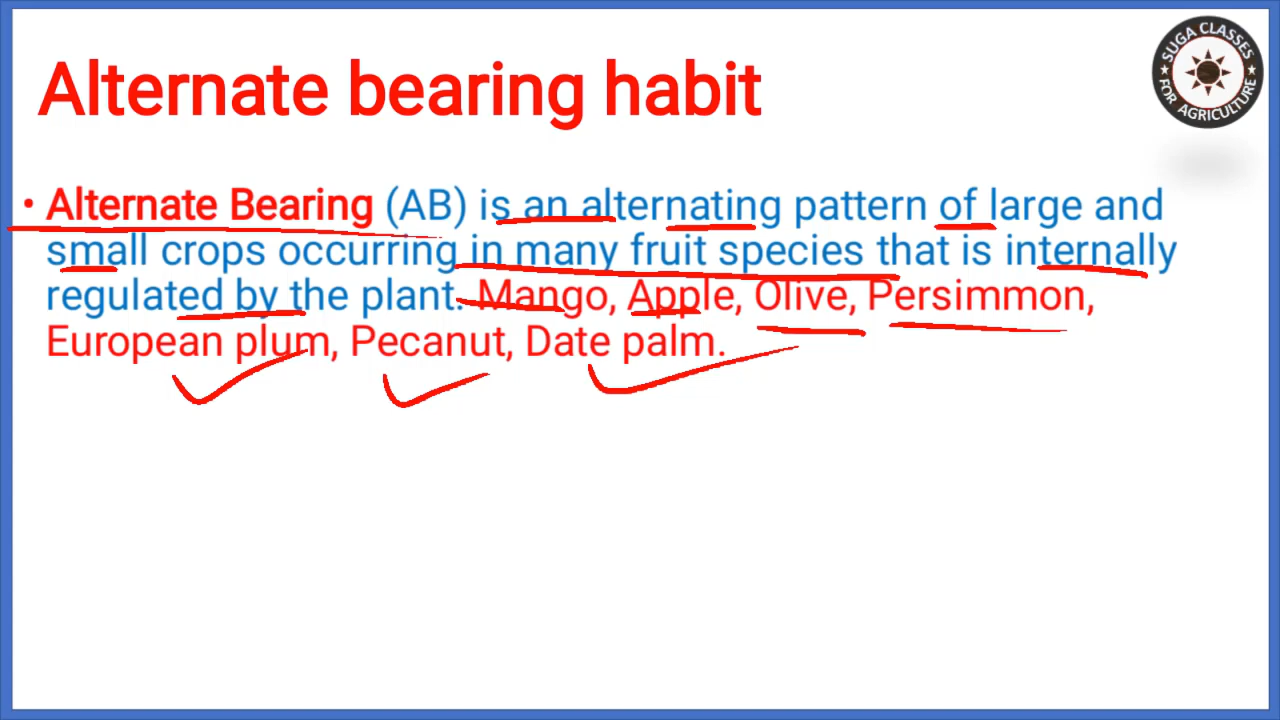 SUGA CLASSES
FOR AGRICULTURE
Alternate bearing habit
• Alternate Bearing (AB) is an alternating pattern of large and
small crops occurring in many fruit species that is internally
regulated by the plant. Mango, Apple, Olive, Persimmon,
European plum, Pecanut, Date palm.